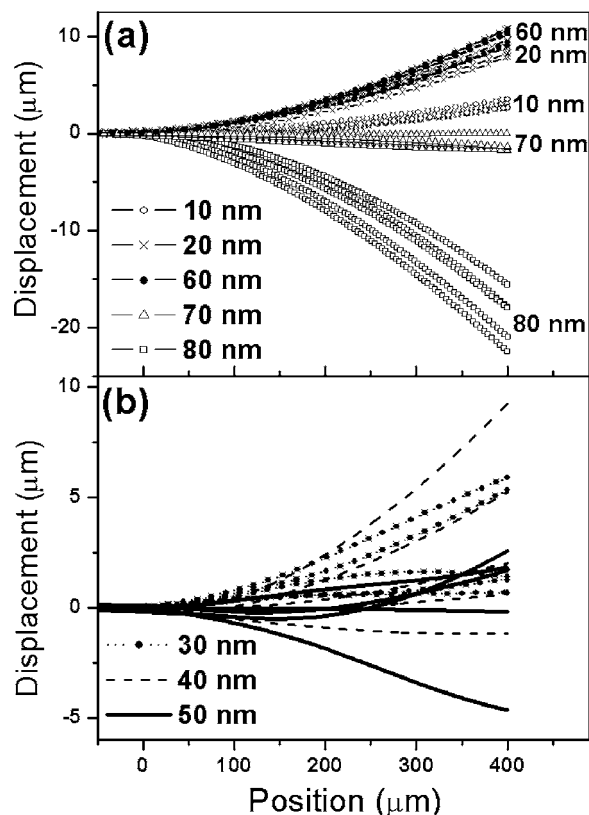 (a)
10
0
-10
-20
Displacement (μm)
60 nm
20 nm
10 nm
70 nm
80 nm
10 nm
20 nm
60 nm
70 nm
80 nm
(b)
10
5
0
-5
Displacement (μm)
30 nm
40 nm
50 nm
0 100 200 300 400
Position (μm)